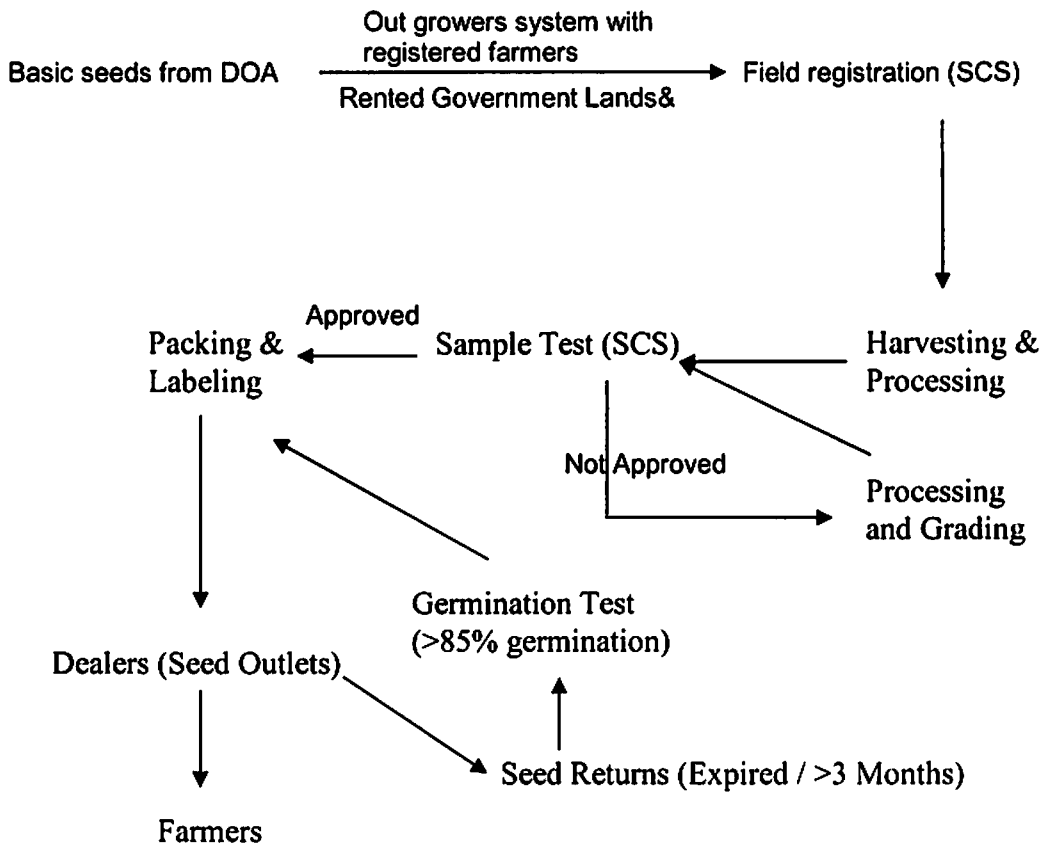 Out growers system with
registered farmers
Basic seeds from DOA
Field registration (SCS)
Rented Government Lands&
Approved
Packing &
Labeling
Sample Test (SCS)
Harvesting &
Processing
Not Approved
Processing
and Grading
Germination Test
(>85% germination)
Dealers (Seed Outlets)
Seed Returns (Expired / >3 Months)
Farmers